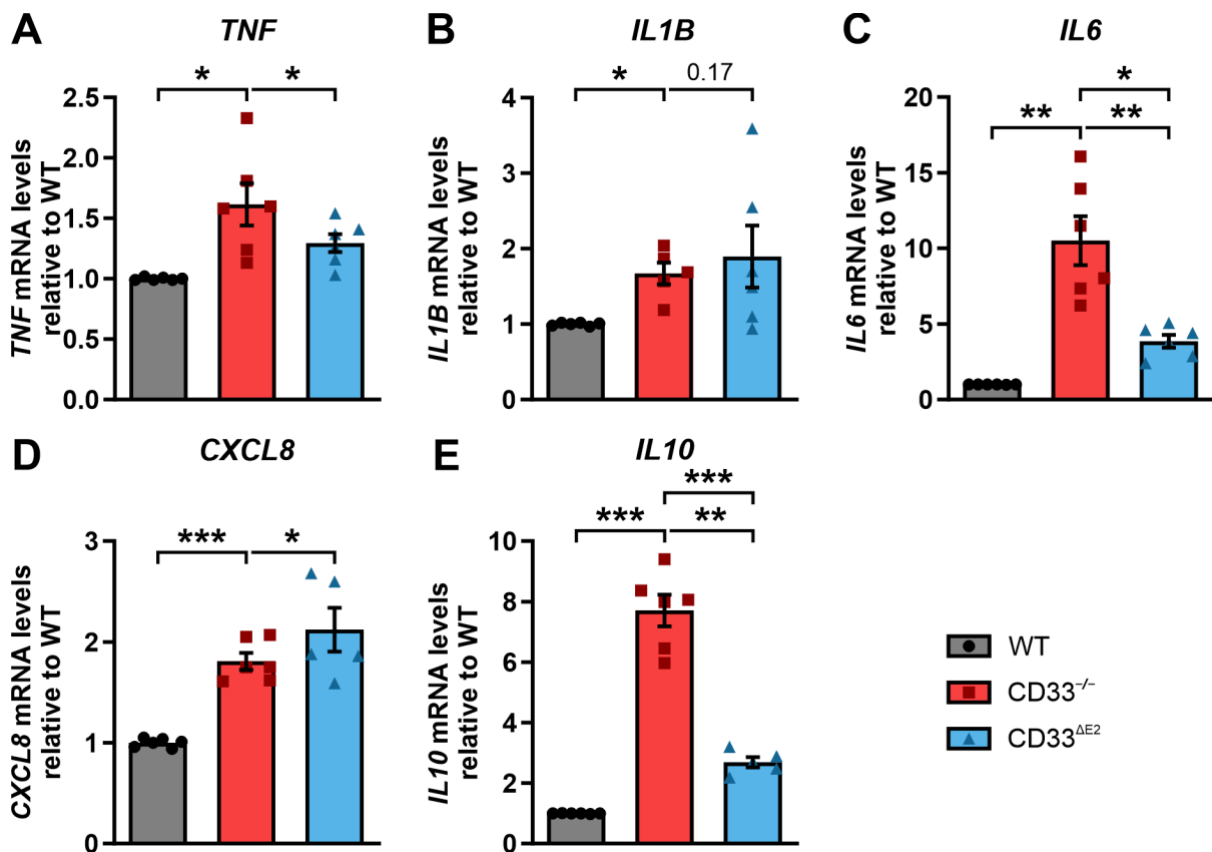 A
TNF
*
*
TNF mRNA levels
relative to WT
2.5
2.0
1.5
1.0
0.5
0.0
B
IL1B
*
0.17
IL1B mRNA levels
relative to WT
4
3
2
1
0
C
IL6
*
**
**
IL6 mRNA levels
relative to WT
20
15
10
5
0
D
CXCL8
***
*
CXCL8 mRNA levels
relative to WT
3
2
1
0
E
IL10
***
***
**
IL10 mRNA levels
relative to WT
10
8
6
4
2
0
WT
CD33⁻/⁻
CD33ΔE2